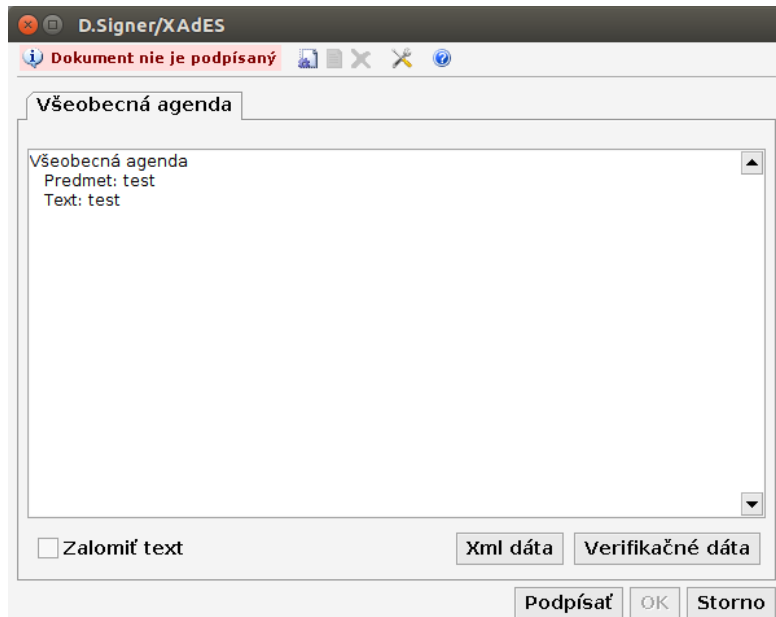 D.Signer/XAdES
Dokument nie je podpísaný
Všeobecná agenda
Všeobecná agenda
Predmet: test
Text: test
Zalomiť text
Xml dáta
Verifikačné dáta
Podpísať
OK
Storno